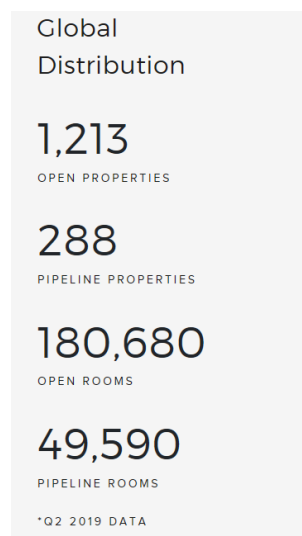 Global
Distribution
1,213
OPEN PROPERTIES
288
PIPELINE PROPERTIES
180,680
OPEN ROOMS
49,590
PIPELINE ROOMS
*Q2 2019 DATA